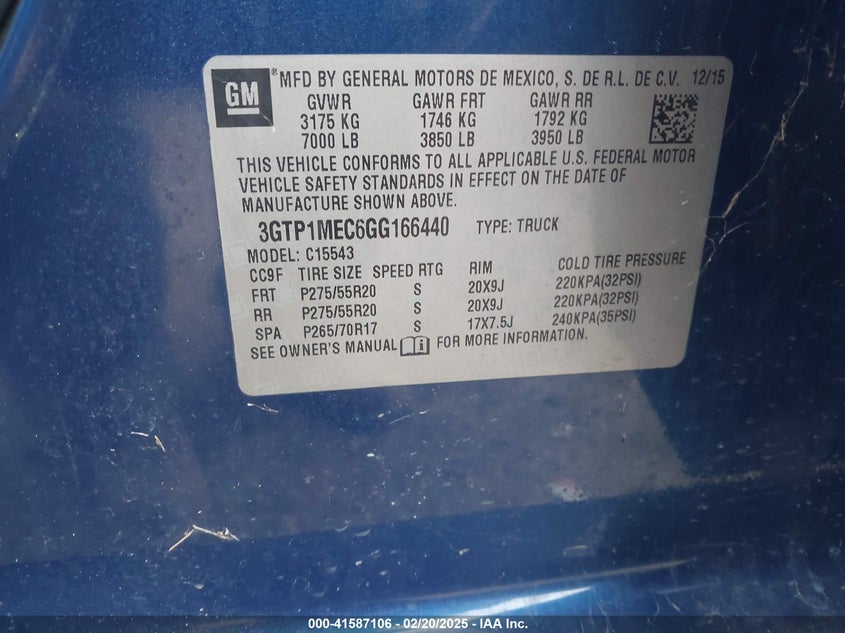 GM
® MFD BY GENERAL MOTORS DE MEXICO, S. DE R.L. DE C.V. 12/15
GVWR GAWR FRT GAWR RR
3175 KG 1746 KG 1792 KG
7000 LB 3850 LB 3950 LB
THIS VEHICLE CONFORMS TO ALL APPLICABLE U.S. FEDERAL MOTOR
VEHICLE SAFETY STANDARDS IN EFFECT ON THE DATE OF
MANUFACTURE SHOWN ABOVE.
3GTP1MEC6GG166440 TYPE: TRUCK
MODEL: C15543
CC9F TIRE SIZE SPEED RTG RIM COLD TIRE PRESSURE
FRT P275/55R20 S 20X9J 220KPA(32PSI)
RR P275/55R20 S 20X9J 220KPA(32PSI)
SPA P265/70R17 S 17X7.5J 240KPA(35PSI)
SEE OWNER'S MANUAL FOR MORE INFORMATION.
000-41587106 - 02/20/2025 - IAA Inc.